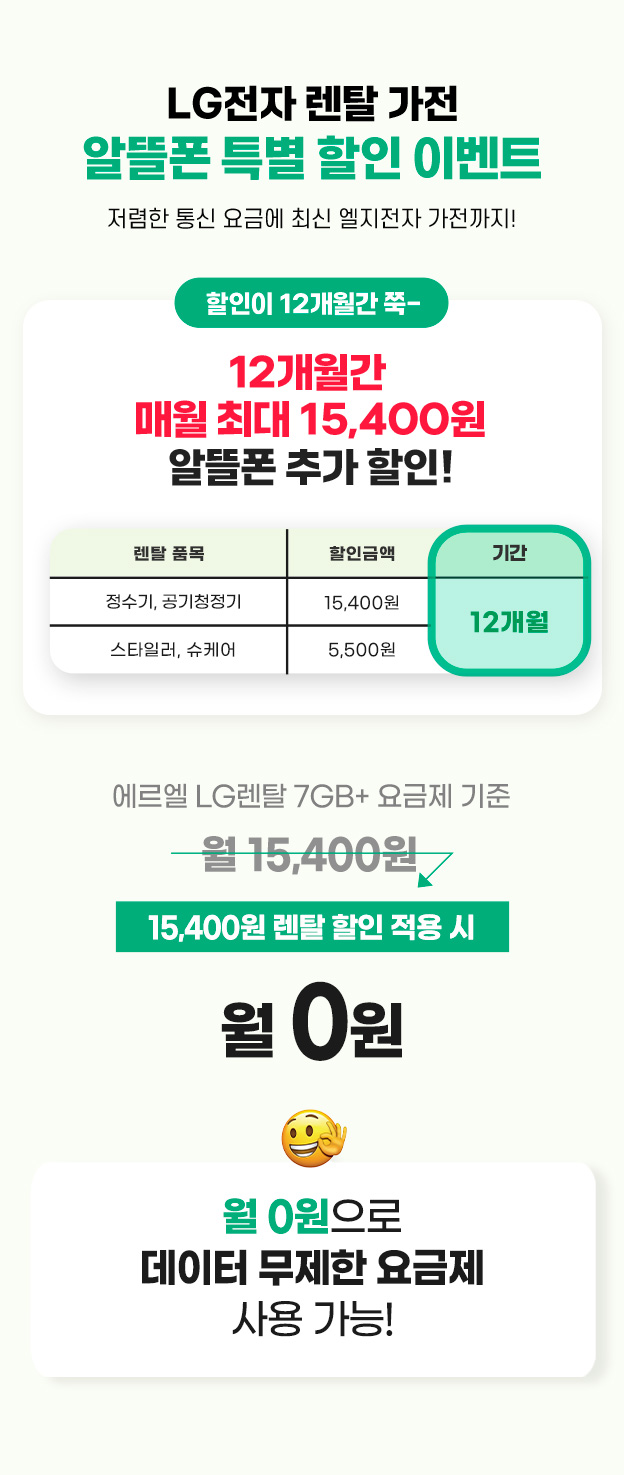 LG전자 렌탈 가전
알뜰폰 특별 할인 이벤트
저렴한 통신 요금에 최신 엘지전자 가전까지!
할인이 12개월간 쭉-
12개월간
매월 최대 15,400원
알뜰폰 추가 할인!
렌탈 품목 할인금액 기간
정수기, 공기청정기 15,400원
12개월
스타일러, 슈케어 5,500원
에르엘 LG렌탈 7GB+ 요금제 기준
월 15,400원
15,400원 렌탈 할인 적용 시
월 0원
월 0원으로
데이터 무제한 요금제
사용 가능!